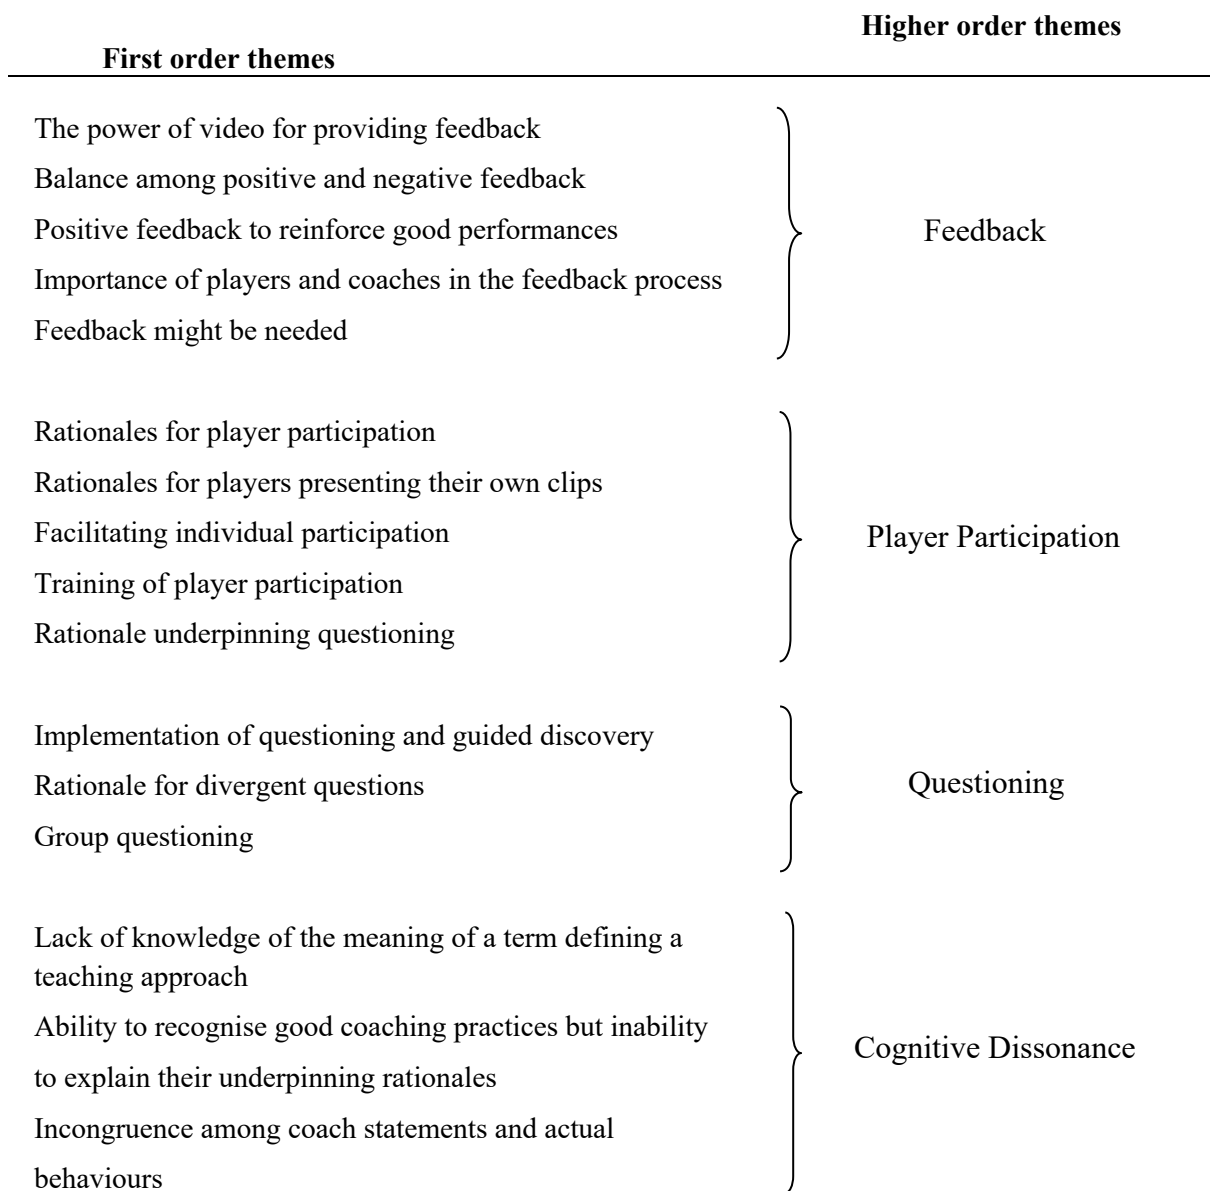 Higher order themes
First order themes
The power of video for providing feedback
Balance among positive and negative feedback
Positive feedback to reinforce good performances
Feedback
Importance of players and coaches in the feedback process
Feedback might be needed
Rationales for player participation
Rationales for players presenting their own clips
Facilitating individual participation
Player Participation
Training of player participation
Rationale underpinning questioning
Implementation of questioning and guided discovery
Rationale for divergent questions
Questioning
Group questioning
Lack of knowledge of the meaning of a term defining a
teaching approach
Ability to recognise good coaching practices but inability
Cognitive Dissonance
to explain their underpinning rationales
Incongruence among coach statements and actual
behaviours